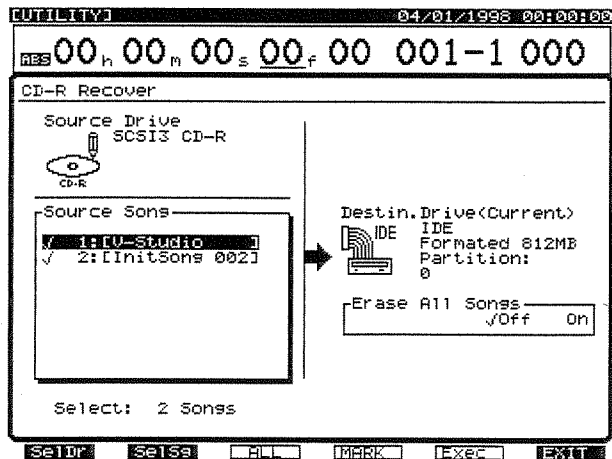 [UTILITY] 04/01/1998 00:00:00
ABS 00h 00m 00s 00f 00 001-1 000
CD-R Recover
Source Drive
SCSI3 CD-R
CD-R
Source Song
√ 1:[V-Studio ]
√ 2:[InitSong 002]
Select: 2 Songs
Destin.Drive(Current)
IDE
IDE
Formated 812MB
Partition:
0
Erase All Songs
√Off On
SelDr SelSg ALL MARK Exec EXIT